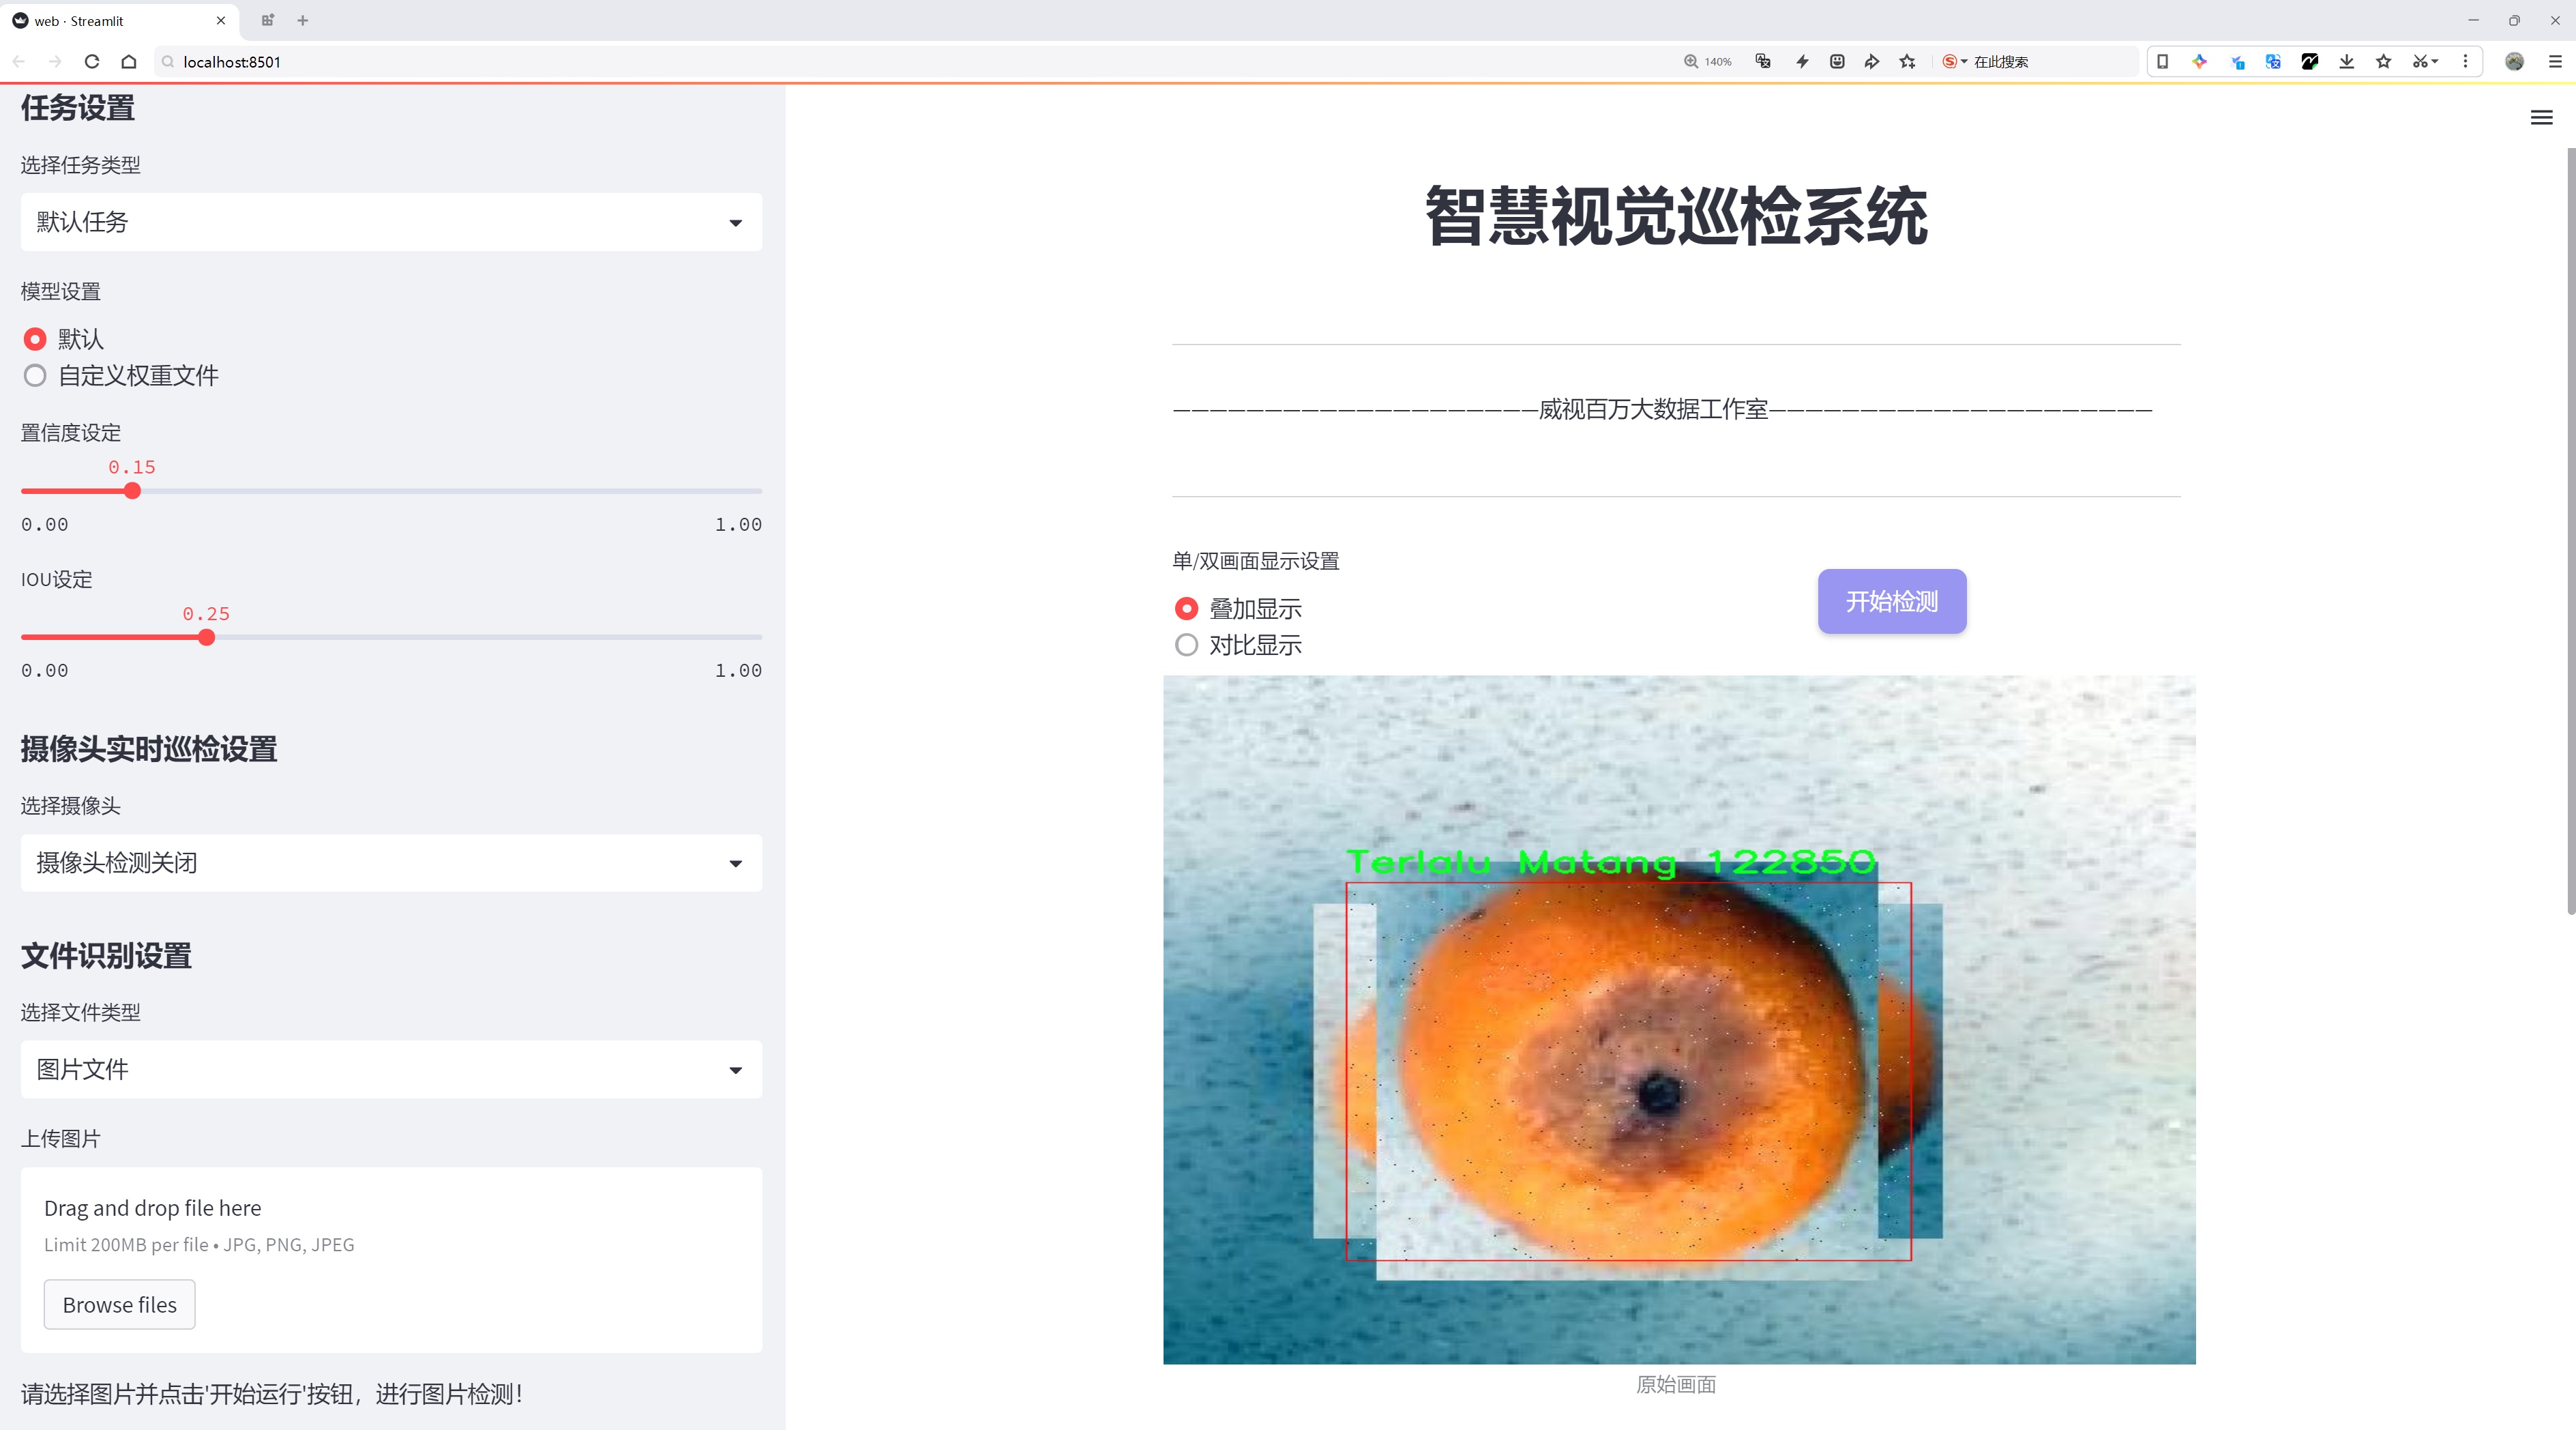 web · Streamlit
localhost:8501
140%
在此搜索
任务设置
选择任务类型
默认任务
模型设置
默认
自定义权重文件
置信度设定
0.15
0.00 1.00
IOU设定
0.25
0.00 1.00
摄像头实时巡检设置
选择摄像头
摄像头检测关闭
文件识别设置
选择文件类型
图片文件
上传图片
Drag and drop file here
Limit 200MB per file • JPG, PNG, JPEG
Browse files
请选择图片并点击'开始运行'按钮，进行图片检测！
智慧视觉巡检系统
————————————————————威视百万大数据工作室—————————————————————
单/双画面显示设置
叠加显示
对比显示
开始检测
Terlalu Matang 122850
原始画面